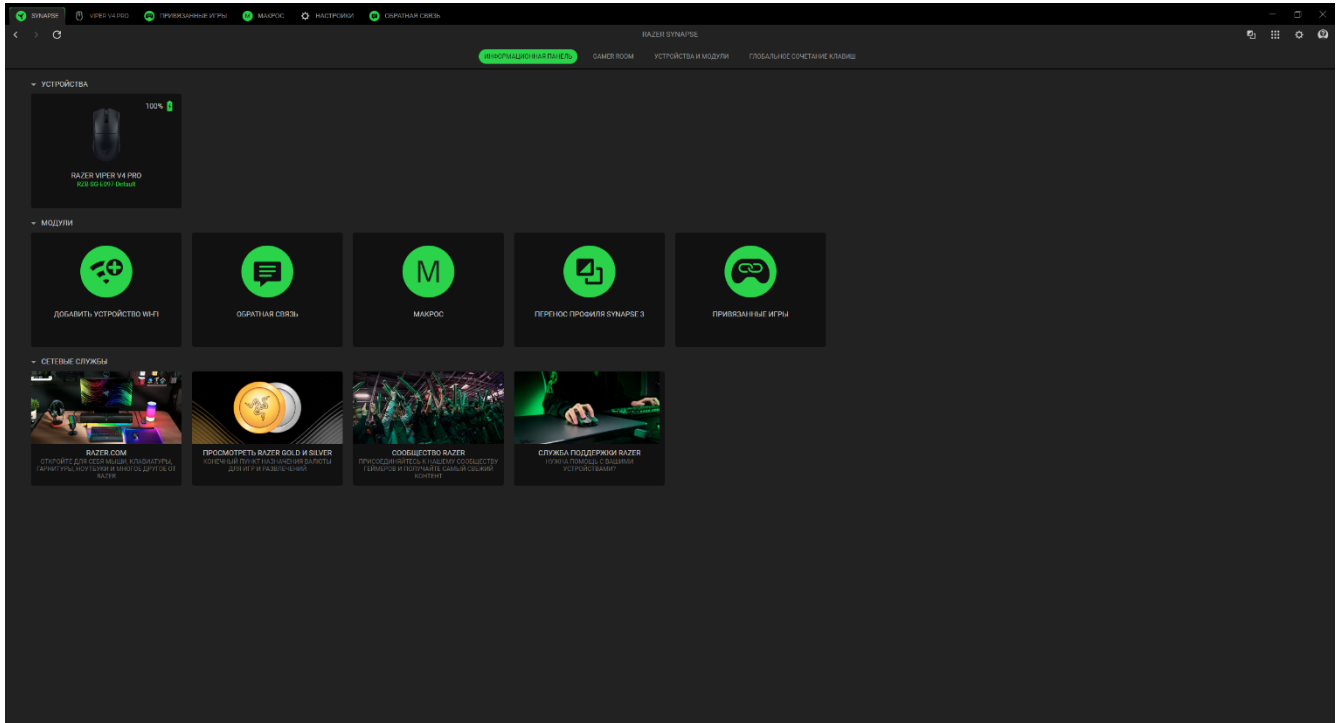 SYNAPSE
VIPER V4 PRO
ПРИВЯЗАННЫЕ ИГРЫ
МАКРОС
НАСТРОЙКИ
ОБРАТНАЯ СВЯЗЬ
RAZER SYNAPSE
ИНФОРМАЦИОННАЯ ПАНЕЛЬ
GAMER ROOM
УСТРОЙСТВА И МОДУЛИ
ГЛОБАЛЬНОЕ СОЧЕТАНИЕ КЛАВИШ
УСТРОЙСТВА
100%
RAZER VIPER V4 PRO
Default
МОДУЛИ
ДОБАВИТЬ УСТРОЙСТВО WI-FI
ОБРАТНАЯ СВЯЗЬ
M
МАКРОС
ПЕРЕНОС ПРОФИЛЯ SYNAPSE 3
ПРИВЯЗАННЫЕ ИГРЫ
СЕТЕВЫЕ СЛУЖБЫ
RAZER.COM
ОТКРОЙТЕ ДЛЯ СЕБЯ МЫШИ, КЛАВИАТУРЫ,
ГАРНИТУРЫ, НОУТБУКИ И МНОГОЕ ДРУГОЕ ОТ
RAZER
ПРОСМОТРЕТЬ RAZER GOLD И SILVER
КОНЕЧНЫЙ ПУНКТ НАЗНАЧЕНИЯ ВАЛЮТЫ
ДЛЯ ИГР И РАЗВЛЕЧЕНИЙ
СООБЩЕСТВО RAZER
ПРИСОЕДИНЯЙТЕСЬ К НАШЕМУ СООБЩЕСТВУ
ГЕЙМЕРОВ И ПОЛУЧАЙТЕ САМЫЙ СВЕЖИЙ
КОНТЕНТ
СЛУЖБА ПОДДЕРЖКИ RAZER
НУЖНА ПОМОЩЬ С ВАШИМИ
УСТРОЙСТВАМИ?